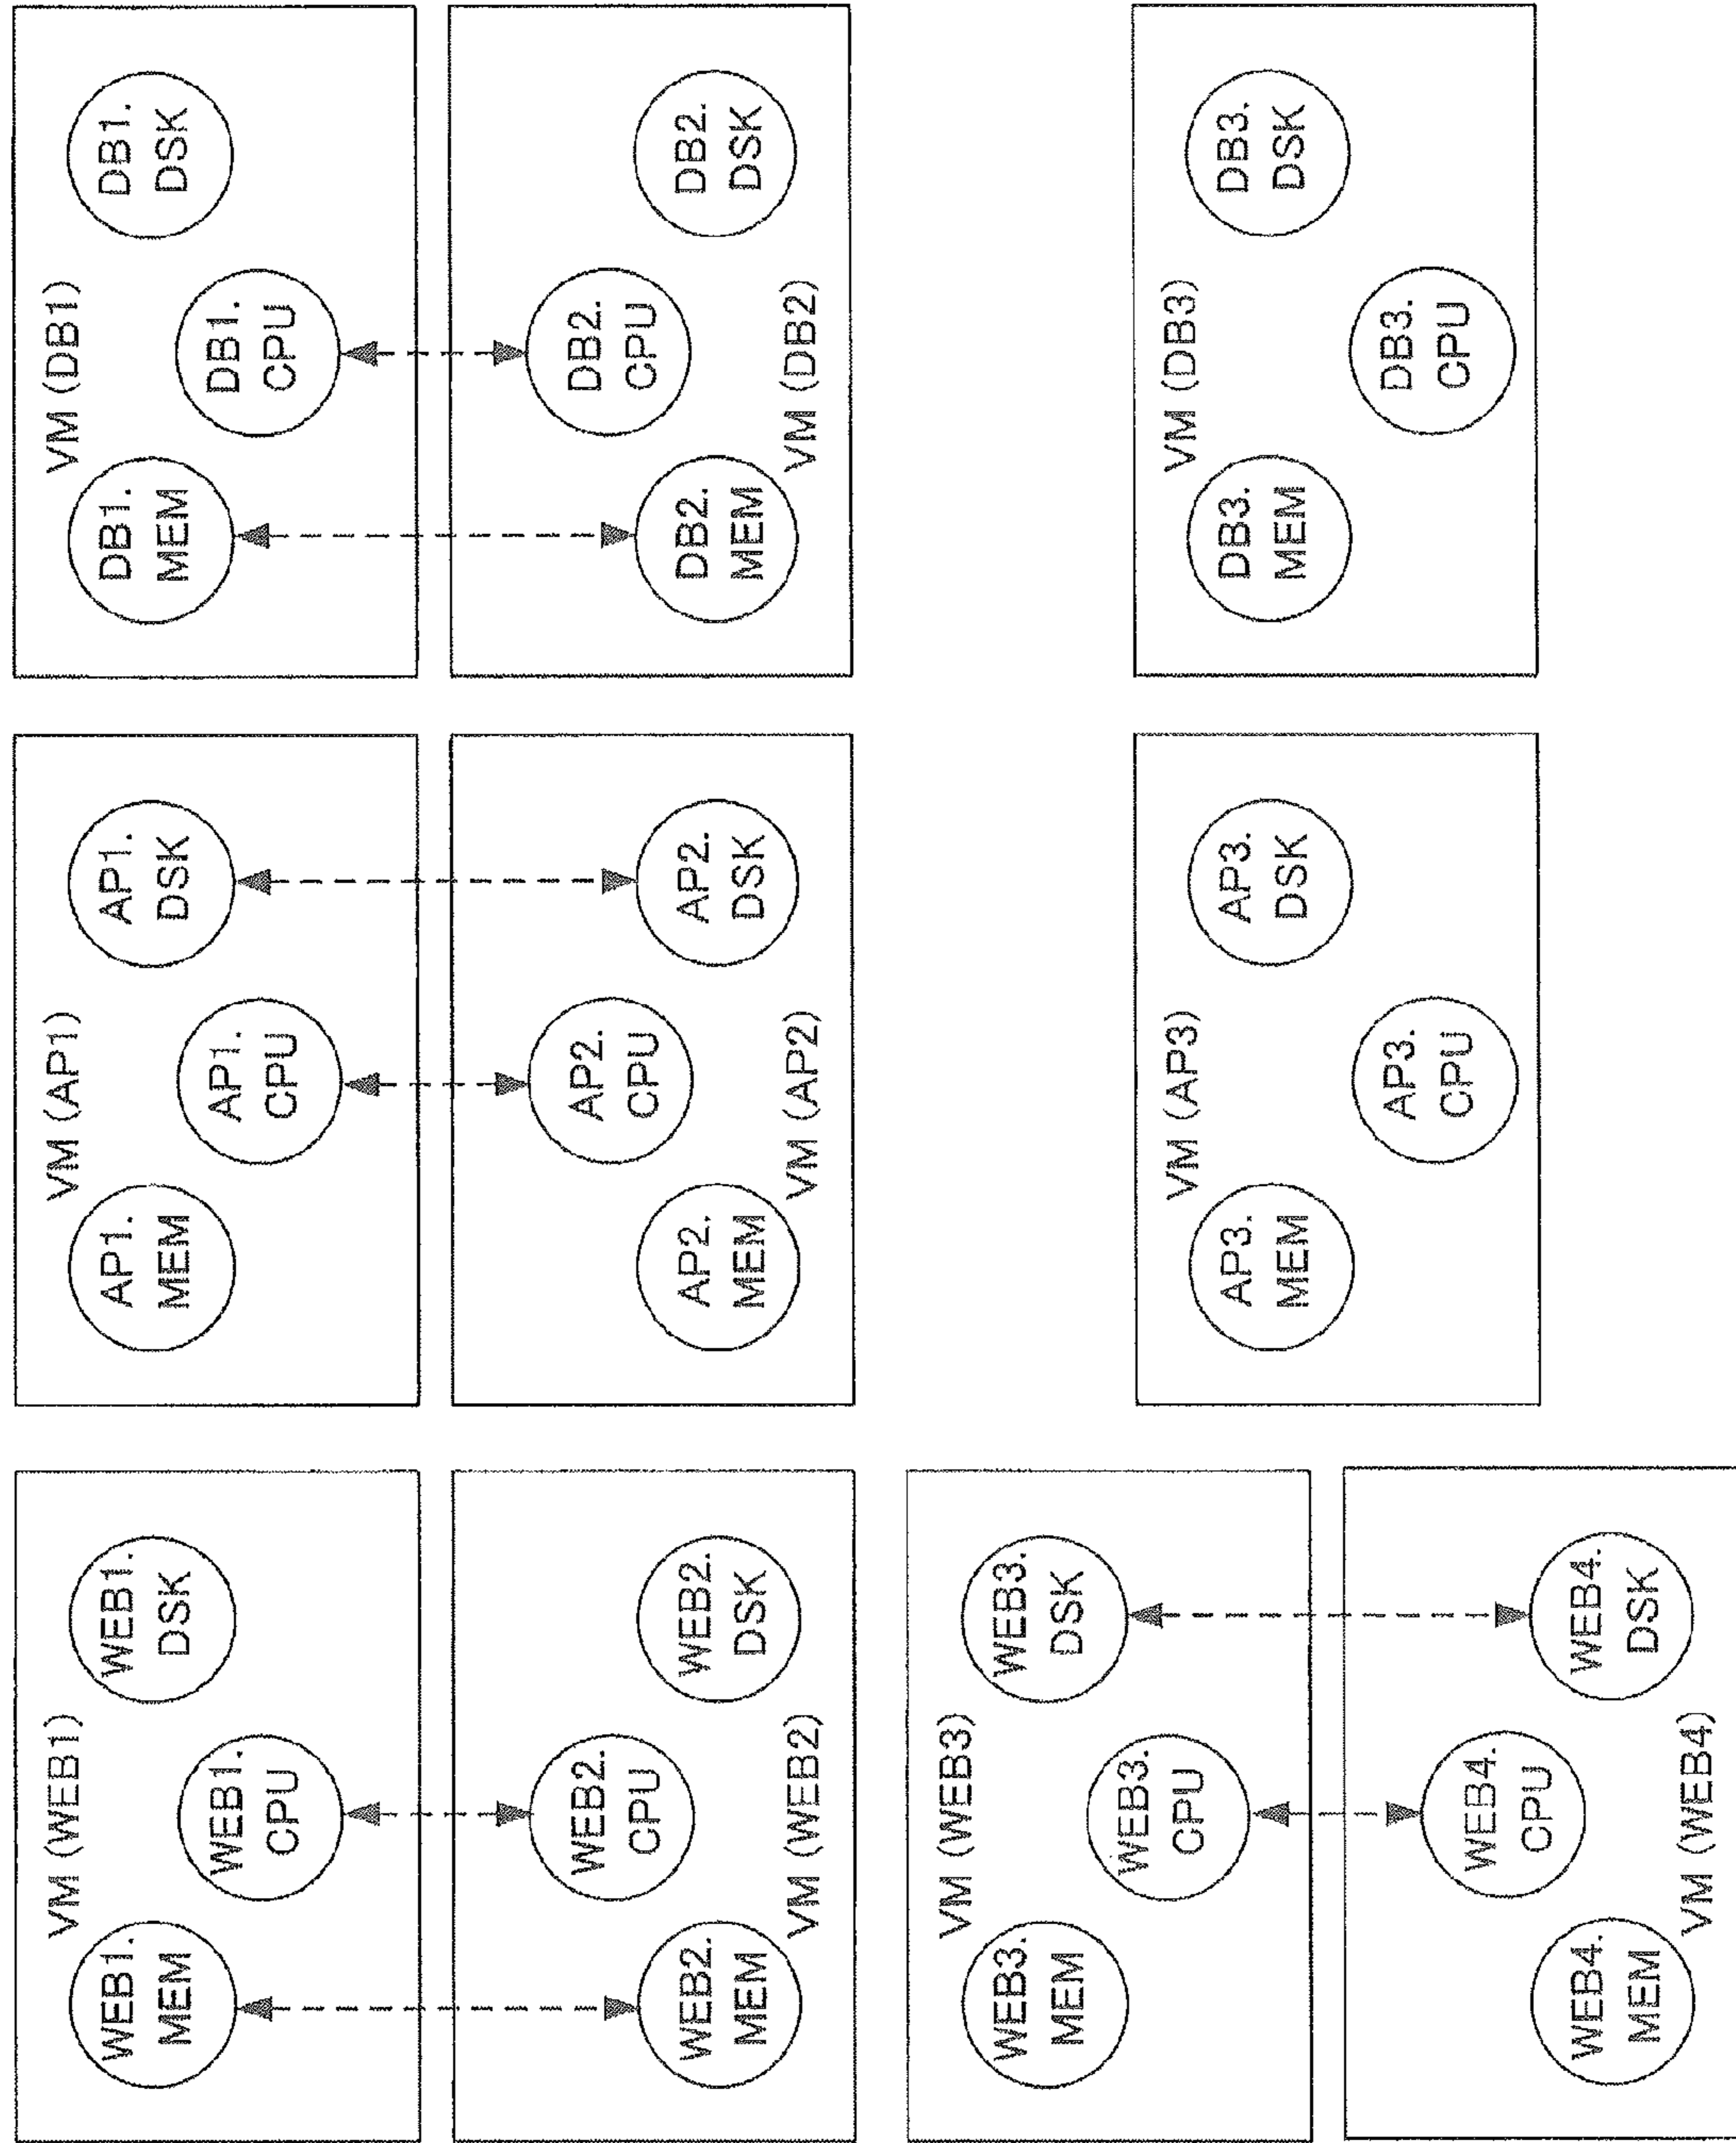 VM (WEB1)
WEB1.
MEM
WEB1.
CPU
WEB1.
DSK
WEB2.
MEM
WEB2.
CPU
WEB2.
DSK
VM (WEB2)
VM (WEB3)
WEB3.
MEM
WEB3.
CPU
WEB3.
DSK
WEB4.
MEM
WEB4.
CPU
WEB4.
DSK
VM (WEB4)
VM (AP1)
AP1.
MEM
AP1.
CPU
AP1.
DSK
AP2.
MEM
AP2.
CPU
AP2.
DSK
VM (AP2)
VM (AP3)
AP3.
MEM
AP3.
CPU
AP3.
DSK
VM (DB1)
DB1.
MEM
DB1.
CPU
DB1.
DSK
DB2.
MEM
DB2.
CPU
DB2.
DSK
VM (DB2)
VM (DB3)
DB3.
MEM
DB3.
CPU
DB3.
DSK